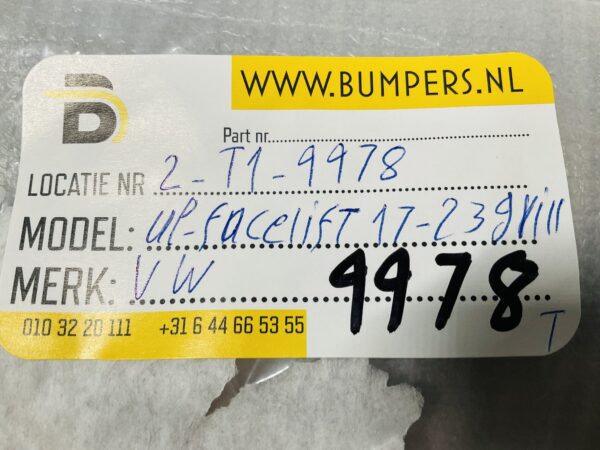 B
WWW.BUMPERS.NL
Part nr.
LOCATIE NR 2-T1-9978
MODEL: UP-facelift 17-23 grill
MERK: VW
9978
010 32 20 111 +31 6 44 66 53 55
T